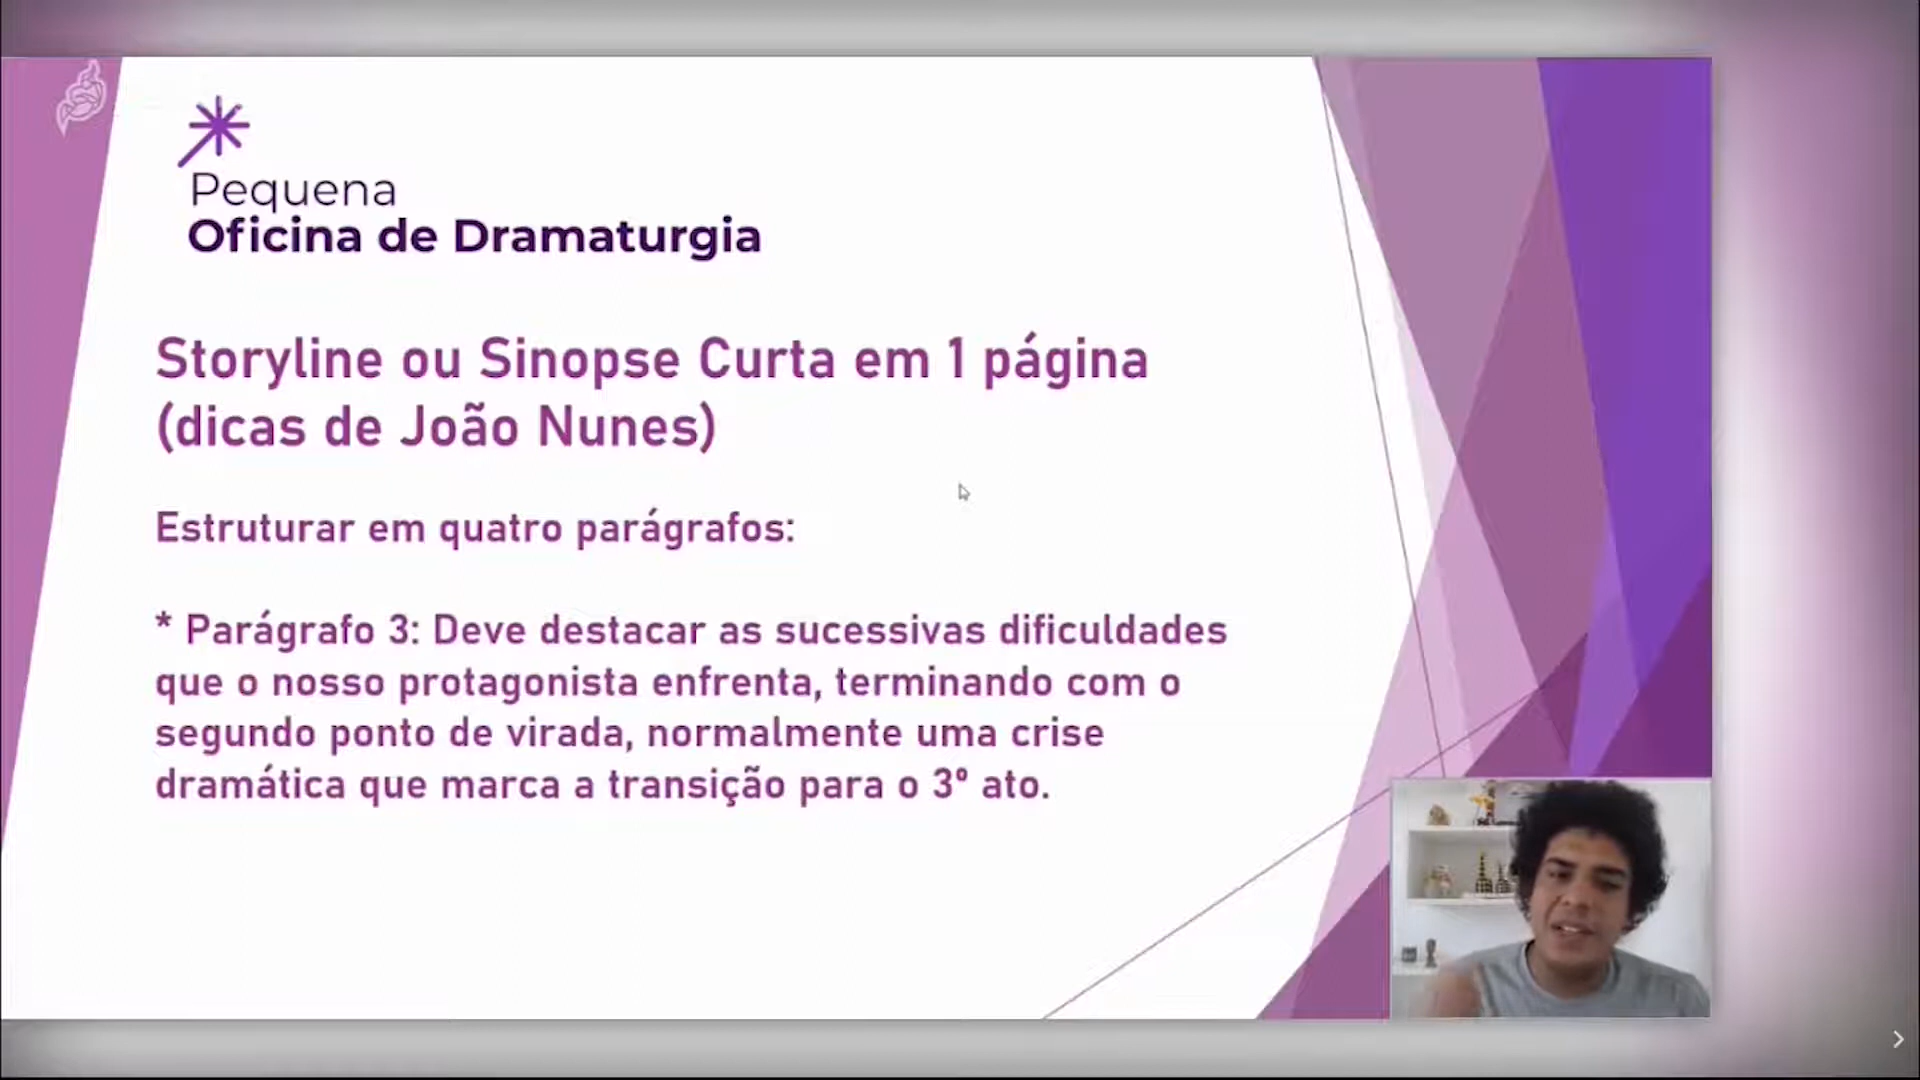 Pequena
Oficina de Dramaturgia
Storyline ou Sinopse Curta em 1 página
(dicas de João Nunes)
Estruturar em quatro parágrafos:
* Parágrafo 3: Deve destacar as sucessivas dificuldades
que o nosso protagonista enfrenta, terminando com o
segundo ponto de virada, normalmente uma crise
dramática que marca a transição para o 3º ato.